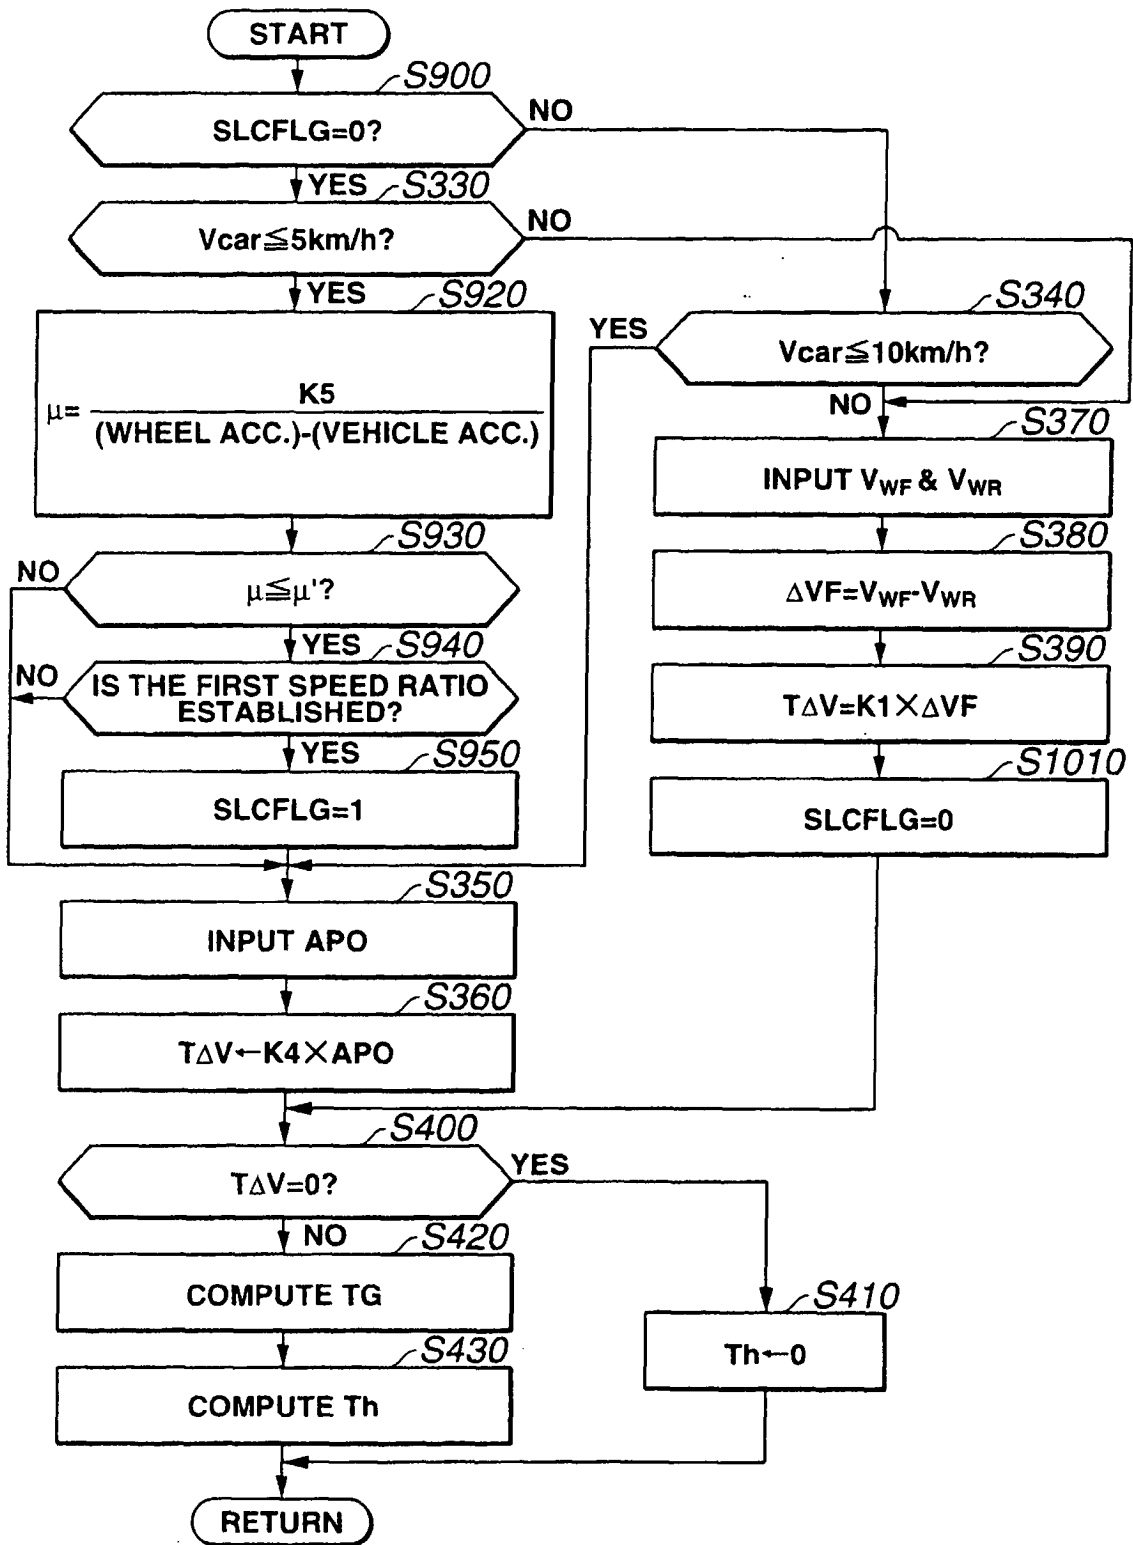 START
S900
SLCFLG=0?
NO
YES
S330
Vcar≦5km/h?
NO
YES
S920
μ= K5
(WHEEL ACC.)-(VEHICLE ACC.)
S340
YES
Vcar≦10km/h?
NO
S370
INPUT VWF & VWR
S380
ΔVF=VWF-VWR
S390
TΔV=K1×ΔVF
S1010
SLCFLG=0
S930
NO
μ≦μ'?
YES
S940
NO
IS THE FIRST SPEED RATIO
ESTABLISHED?
YES
S950
SLCFLG=1
S350
INPUT APO
S360
TΔV←K4×APO
S400
TΔV=0?
YES
NO
S420
COMPUTE TG
S410
Th←0
S430
COMPUTE Th
RETURN